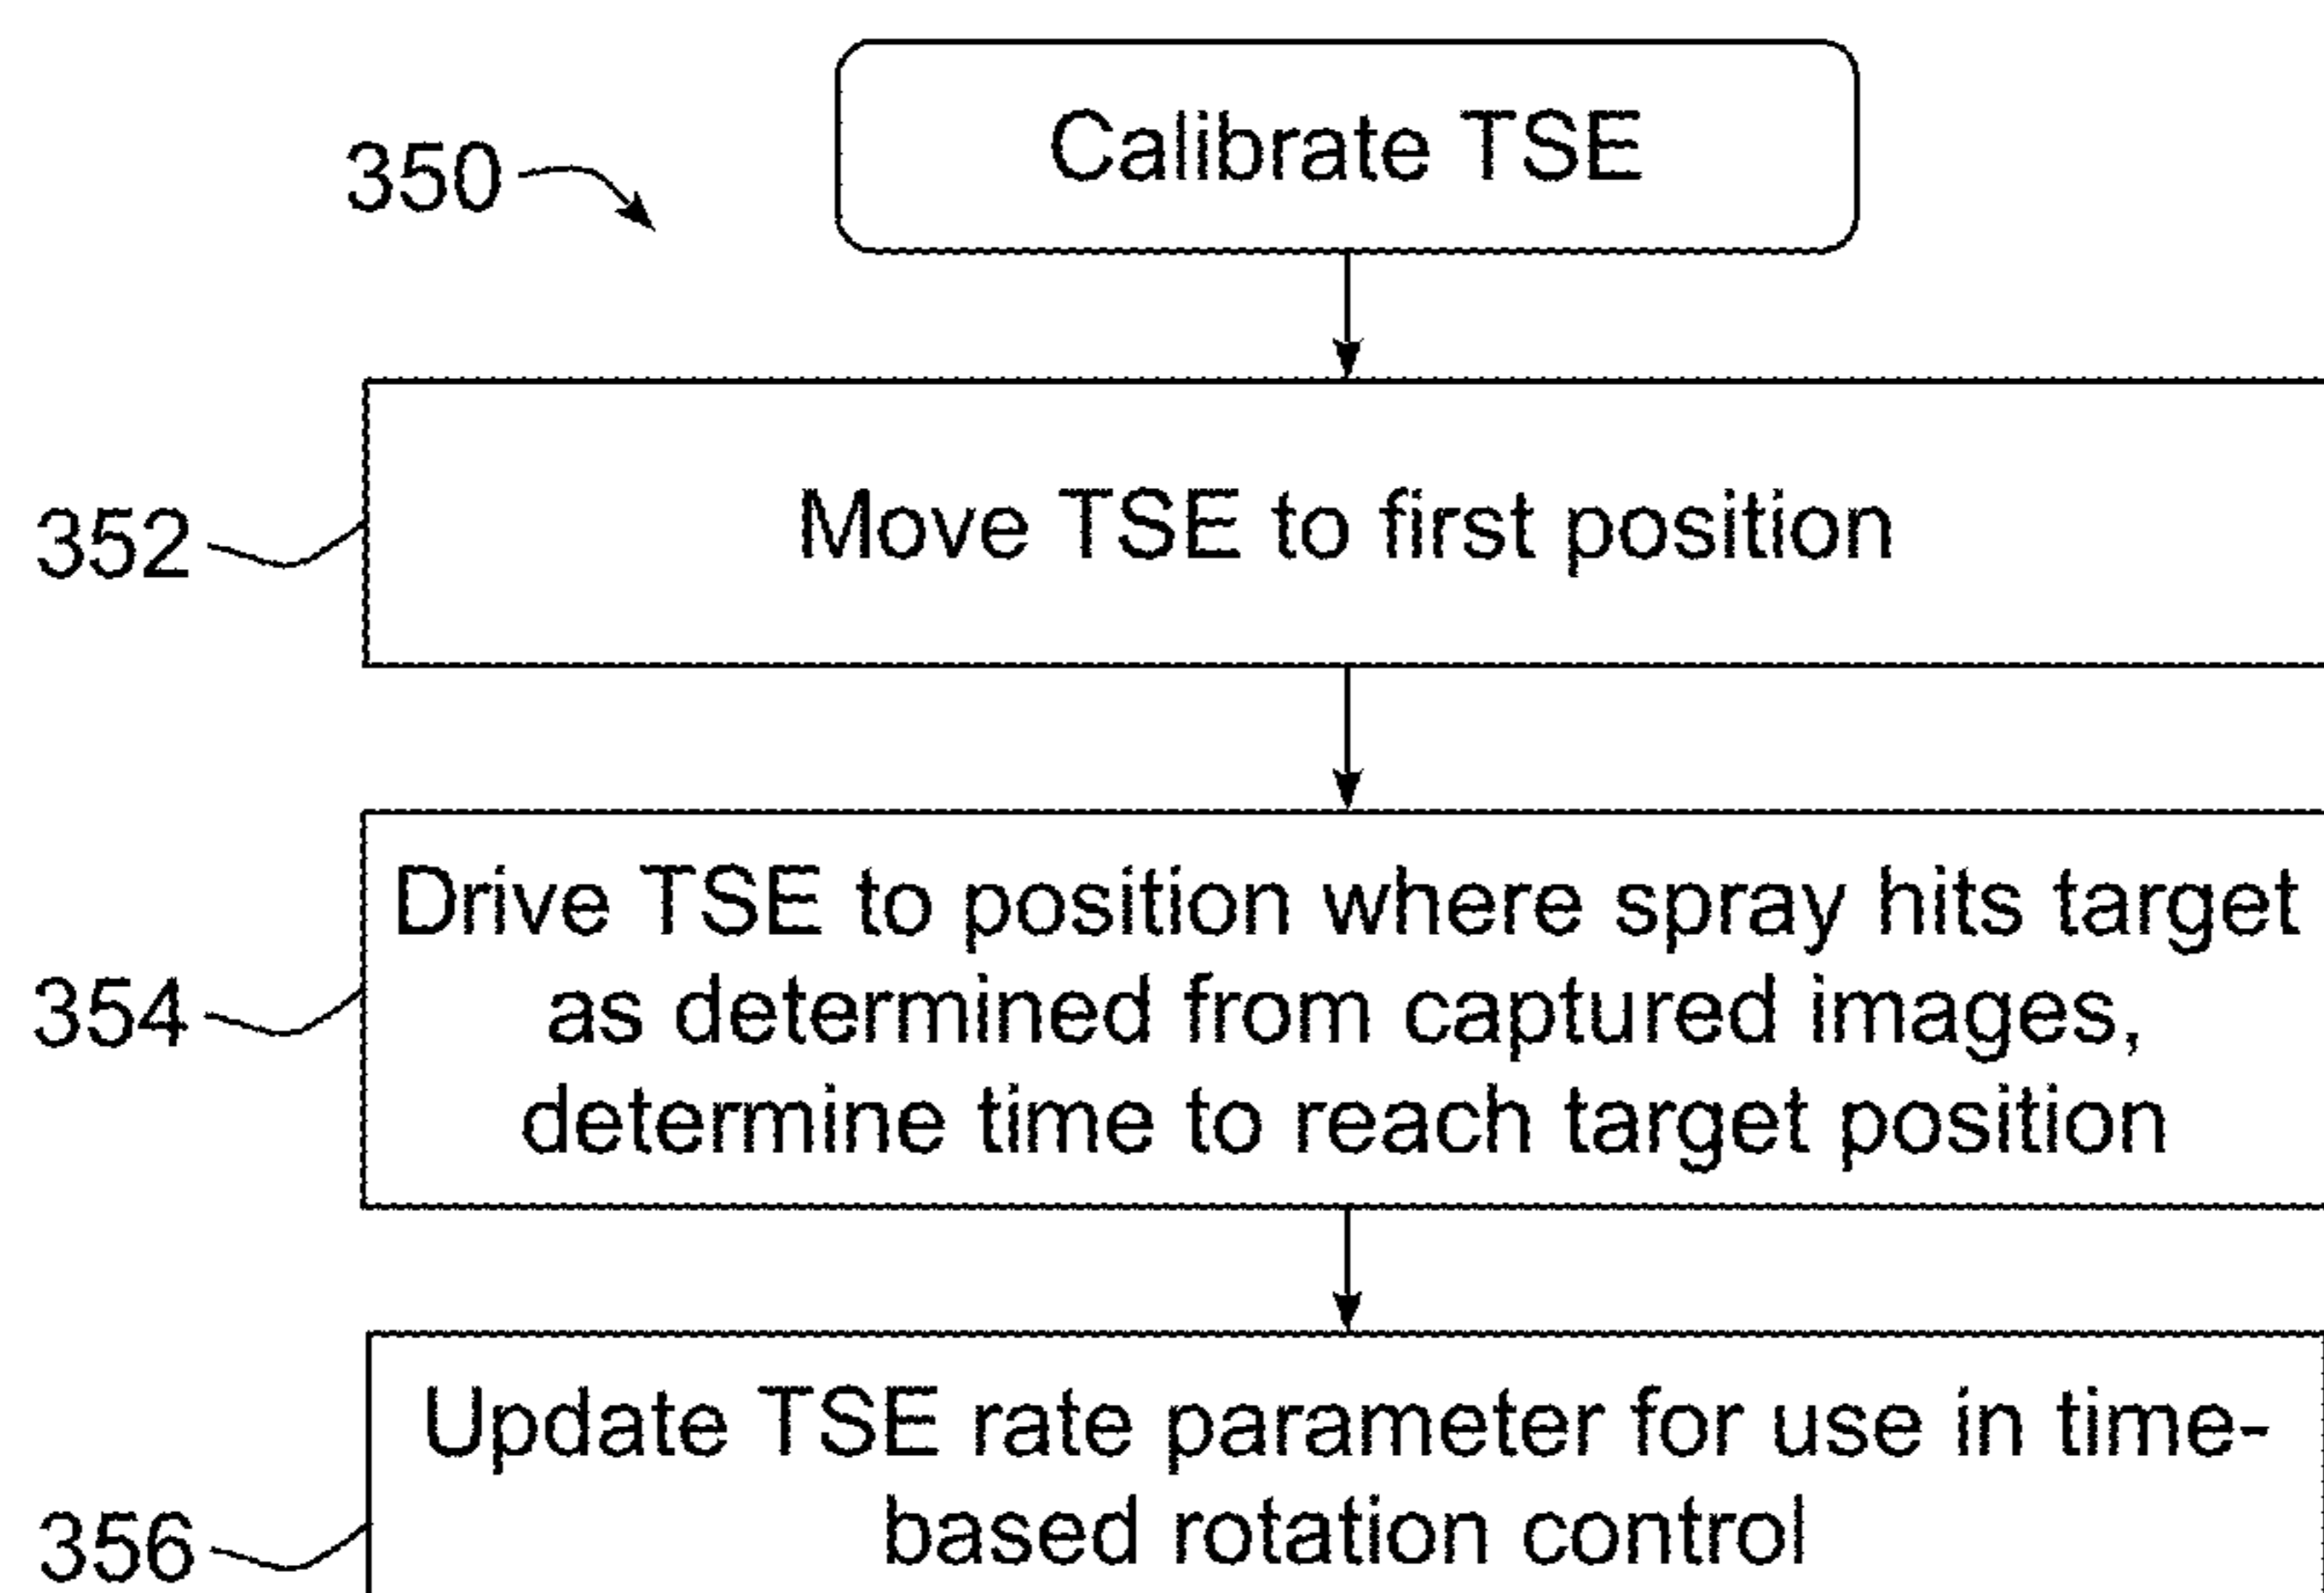 Calibrate TSE
350
Move TSE to first position
352
Drive TSE to position where spray hits target
as determined from captured images,
determine time to reach target position
354
Update TSE rate parameter for use in time-
based rotation control
356